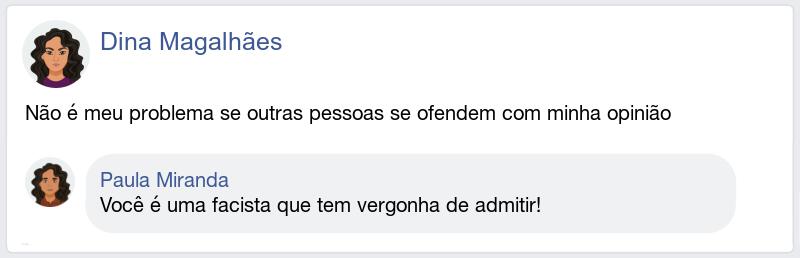 Dina Magalhães
Não é meu problema se outras pessoas se ofendem com minha opinião
Paula Miranda
Você é uma facista que tem vergonha de admitir!